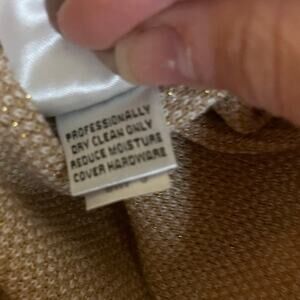 PROFESSIONALLY
DRY CLEAN ONLY
REDUCE MOISTURE
COVER HARDWARE